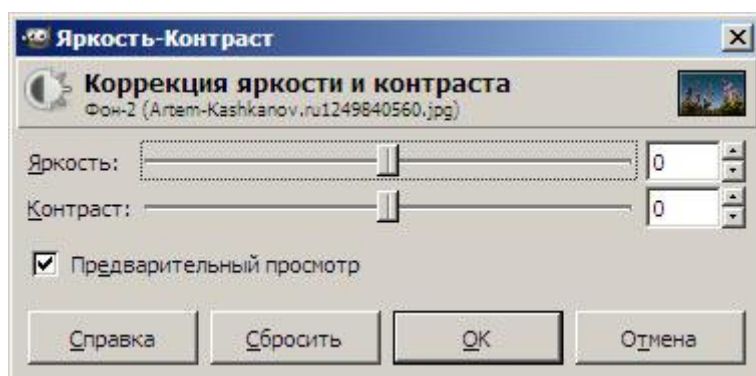 Яркость-Контраст
Коррекция яркости и контраста
Фон-2 (Artem-Kashkanov.ru1249840560.jpg)
Яркость: 0
Контраст: 0
Предварительный просмотр
Справка Сбросить OK Отмена